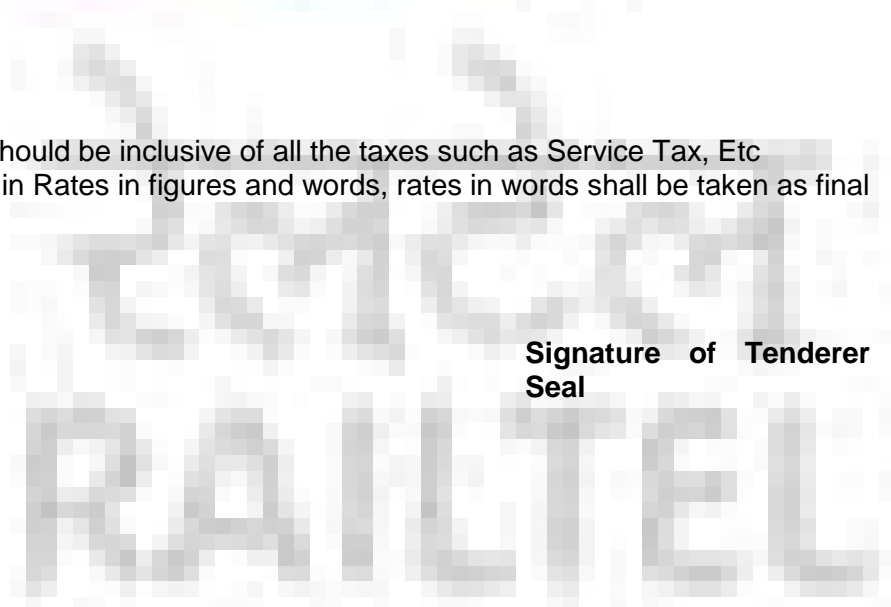 hould be inclusive of all the taxes such as Service Tax, Etc
in Rates in figures and words, rates in words shall be taken as final
Signature of Tenderer
Seal
RAILTEL